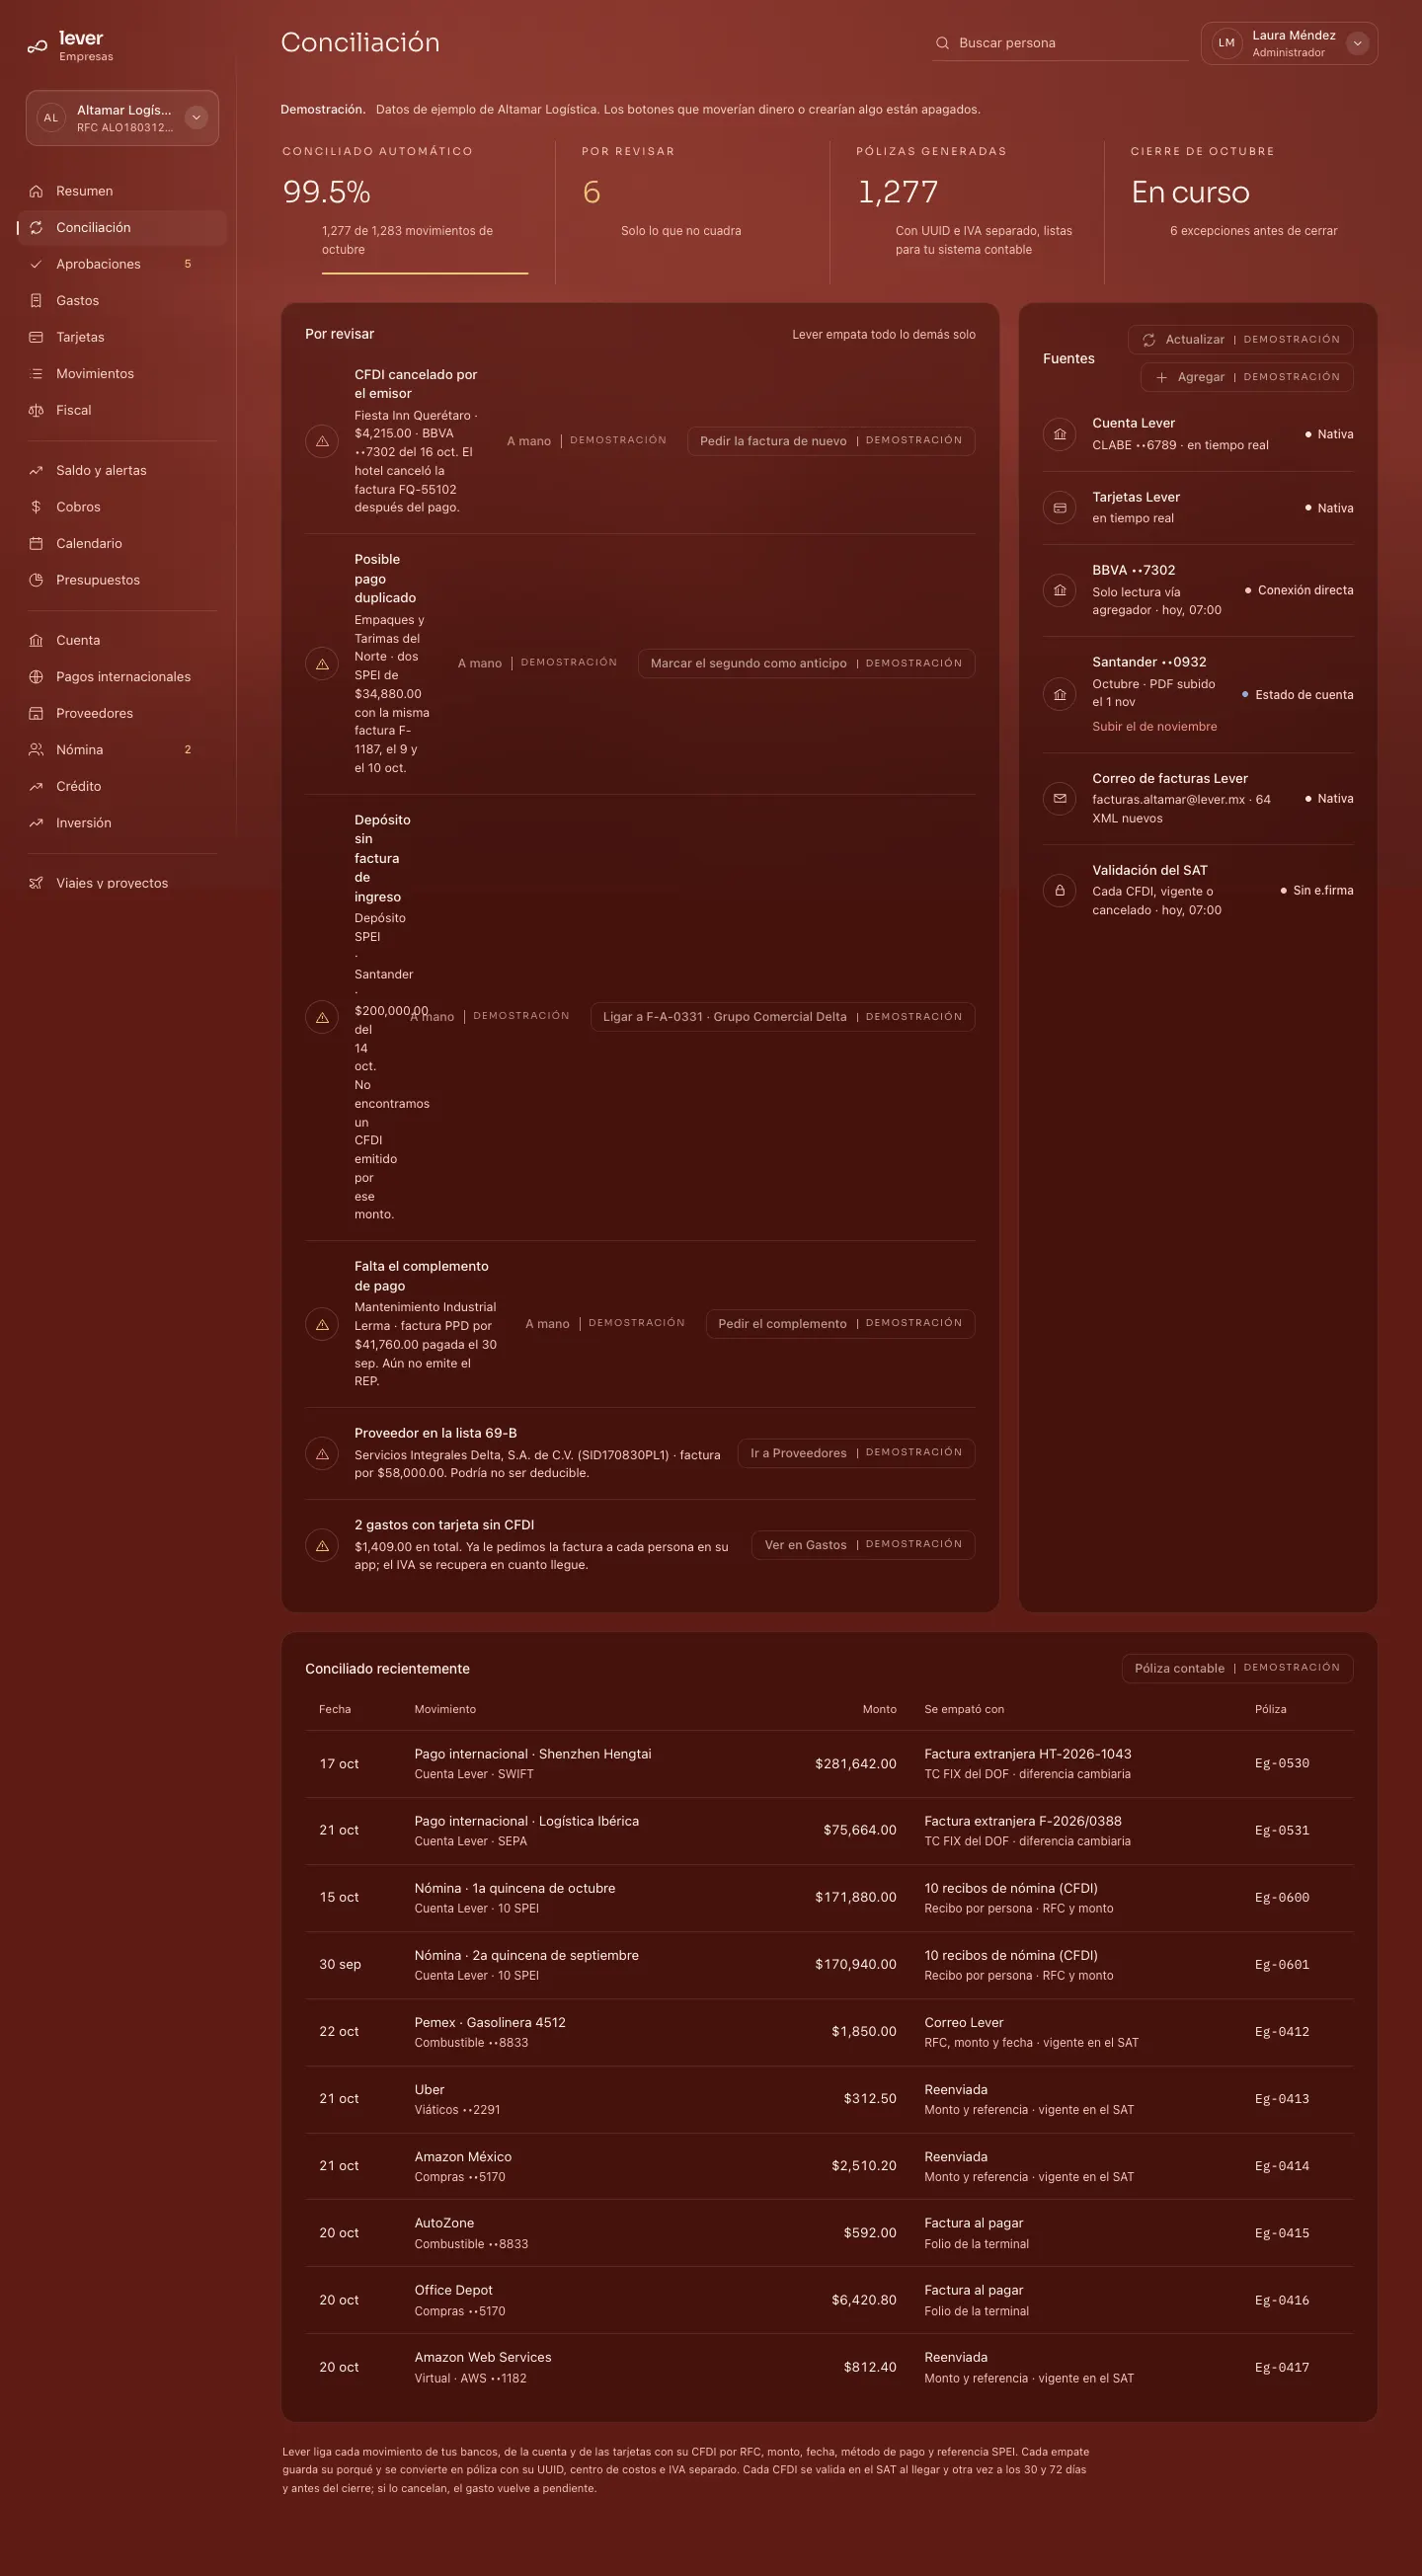 lever
Empresas
AL
Altamar Logís...
RFC ALO180312...
Resumen
Conciliación
Aprobaciones 5
Gastos
Tarjetas
Movimientos
Fiscal
Saldo y alertas
Cobros
Calendario
Presupuestos
Cuenta
Pagos internacionales
Proveedores
Nómina 2
Crédito
Inversión
Viajes y proyectos
Conciliación
Buscar persona
LM
Laura Méndez
Administrador
Demostración. Datos de ejemplo de Altamar Logística. Los botones que moverían dinero o crearían algo están apagados.
CONCILIADO AUTOMÁTICO
99.5%
1,277 de 1,283 movimientos de
octubre
POR REVISAR
6
Solo lo que no cuadra
PÓLIZAS GENERADAS
1,277
Con UUID e IVA separado, listas
para tu sistema contable
CIERRE DE OCTUBRE
En curso
6 excepciones antes de cerrar
Por revisar
Lever empata todo lo demás solo
CFDI cancelado por
el emisor
Fiesta Inn Querétaro ·
$4,215.00 · BBVA
••7302 del 16 oct. El
hotel canceló la
factura FQ-55102
después del pago.
A mano | DEMOSTRACIÓN
Pedir la factura de nuevo | DEMOSTRACIÓN
Posible
pago
duplicado
Empaques y
Tarimas del
Norte · dos
SPEI de
$34,880.00
con la misma
factura F-
1187, el 9 y
el 10 oct.
A mano | DEMOSTRACIÓN
Marcar el segundo como anticipo | DEMOSTRACIÓN
Depósito
sin
factura
de
ingreso
Depósito
SPEI
·
Santander
·
$200,000.00
del
14
oct.
No
encontramos
un
CFDI
emitido
por
ese
monto.
A mano | DEMOSTRACIÓN
Ligar a F-A-0331 · Grupo Comercial Delta | DEMOSTRACIÓN
Falta el complemento
de pago
Mantenimiento Industrial
Lerma · factura PPD por
$41,760.00 pagada el 30
sep. Aún no emite el
REP.
A mano | DEMOSTRACIÓN
Pedir el complemento | DEMOSTRACIÓN
Proveedor en la lista 69-B
Servicios Integrales Delta, S.A. de C.V. (SID170830PL1) · factura
por $58,000.00. Podría no ser deducible.
Ir a Proveedores | DEMOSTRACIÓN
2 gastos con tarjeta sin CFDI
$1,409.00 en total. Ya le pedimos la factura a cada persona en su
app; el IVA se recupera en cuanto llegue.
Ver en Gastos | DEMOSTRACIÓN
Fuentes
Actualizar | DEMOSTRACIÓN
Agregar | DEMOSTRACIÓN
Cuenta Lever
CLABE ••6789 · en tiempo real
Nativa
Tarjetas Lever
en tiempo real
Nativa
BBVA ••7302
Solo lectura vía
agregador · hoy, 07:00
Conexión directa
Santander ••0932
Octubre · PDF subido
el 1 nov
Subir el de noviembre
Estado de cuenta
Correo de facturas Lever
facturas.altamar@lever.mx · 64
XML nuevos
Nativa
Validación del SAT
Cada CFDI, vigente o
cancelado · hoy, 07:00
Sin e.firma
Conciliado recientemente
Póliza contable | DEMOSTRACIÓN
Fecha Movimiento Monto Se empató con Póliza
17 oct Pago internacional · Shenzhen Hengtai $281,642.00 Factura extranjera HT-2026-1043 Eg-0530
Cuenta Lever · SWIFT TC FIX del DOF · diferencia cambiaria
21 oct Pago internacional · Logística Ibérica $75,664.00 Factura extranjera F-2026/0388 Eg-0531
Cuenta Lever · SEPA TC FIX del DOF · diferencia cambiaria
15 oct Nómina · 1a quincena de octubre $171,880.00 10 recibos de nómina (CFDI) Eg-0600
Cuenta Lever · 10 SPEI Recibo por persona · RFC y monto
30 sep Nómina · 2a quincena de septiembre $170,940.00 10 recibos de nómina (CFDI) Eg-0601
Cuenta Lever · 10 SPEI Recibo por persona · RFC y monto
22 oct Pemex · Gasolinera 4512 $1,850.00 Correo Lever Eg-0412
Combustible ••8833 RFC, monto y fecha · vigente en el SAT
21 oct Uber $312.50 Reenviada Eg-0413
Viáticos ••2291 Monto y referencia · vigente en el SAT
21 oct Amazon México $2,510.20 Reenviada Eg-0414
Compras ••5170 Monto y referencia · vigente en el SAT
20 oct AutoZone $592.00 Factura al pagar Eg-0415
Combustible ••8833 Folio de la terminal
20 oct Office Depot $6,420.80 Factura al pagar Eg-0416
Compras ••5170 Folio de la terminal
20 oct Amazon Web Services $812.40 Reenviada Eg-0417
Virtual · AWS ••1182 Monto y referencia · vigente en el SAT
Lever liga cada movimiento de tus bancos, de la cuenta y de las tarjetas con su CFDI por RFC, monto, fecha, método de pago y referencia SPEI. Cada empate
guarda su porqué y se convierte en póliza con su UUID, centro de costos e IVA separado. Cada CFDI se valida en el SAT al llegar y otra vez a los 30 y 72 días
y antes del cierre; si lo cancelan, el gasto vuelve a pendiente.